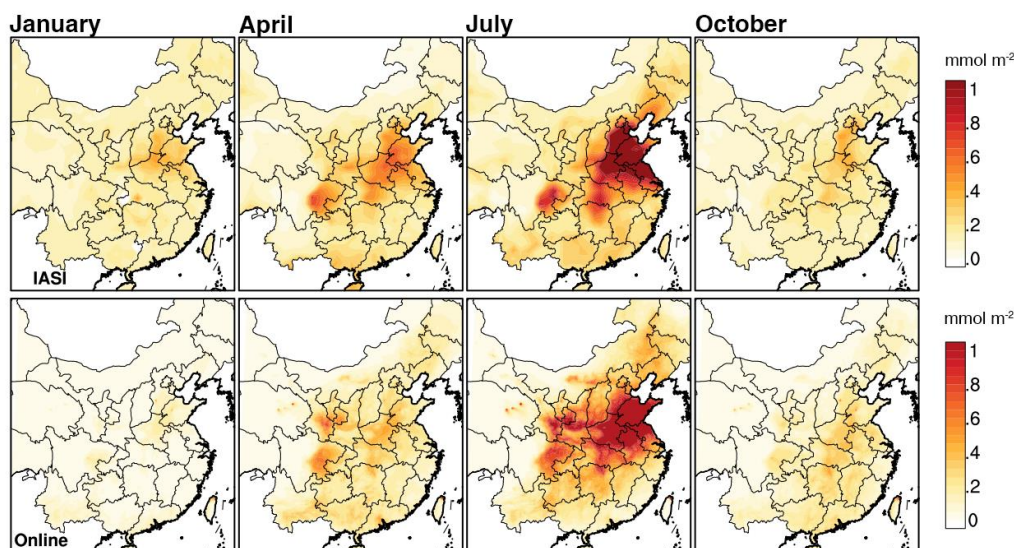 January April July October
mmol m-2
1
.8
.6
.4
.2
.0
IASI
mmol m-2
1
.8
.6
.4
.2
0
Online